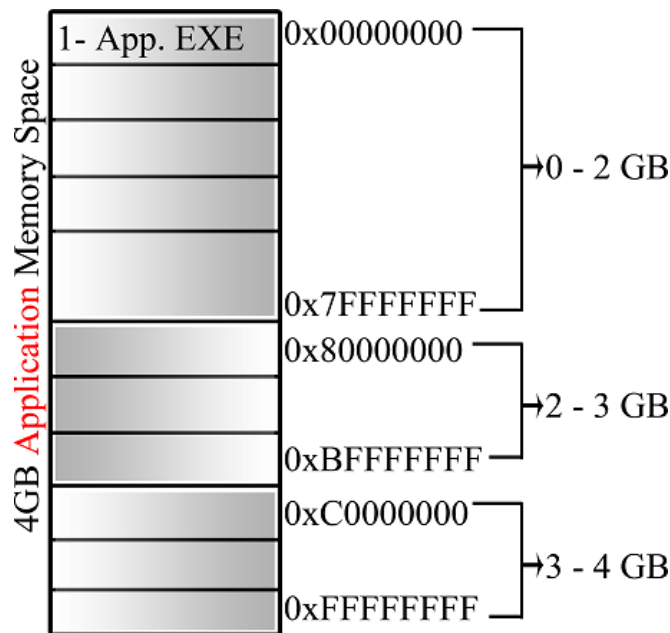 1- App. EXE
0x00000000
0 - 2 GB
0x7FFFFFFF
0x80000000
2 - 3 GB
0xBFFFFFFF
0xC0000000
3 - 4 GB
0xFFFFFFFF
4GB Application Memory Space